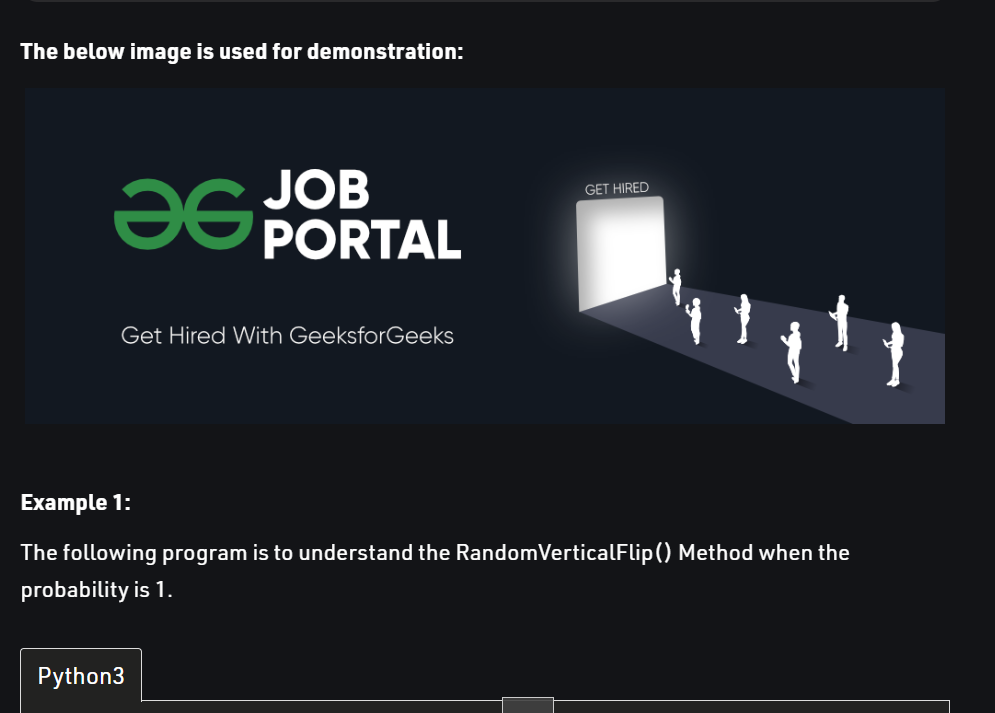 The below image is used for demonstration:
JOB
PORTAL
Get Hired With GeeksforGeeks
GET HIRED
Example 1:
The following program is to understand the RandomVerticalFlip() Method when the
probability is 1.
Python3